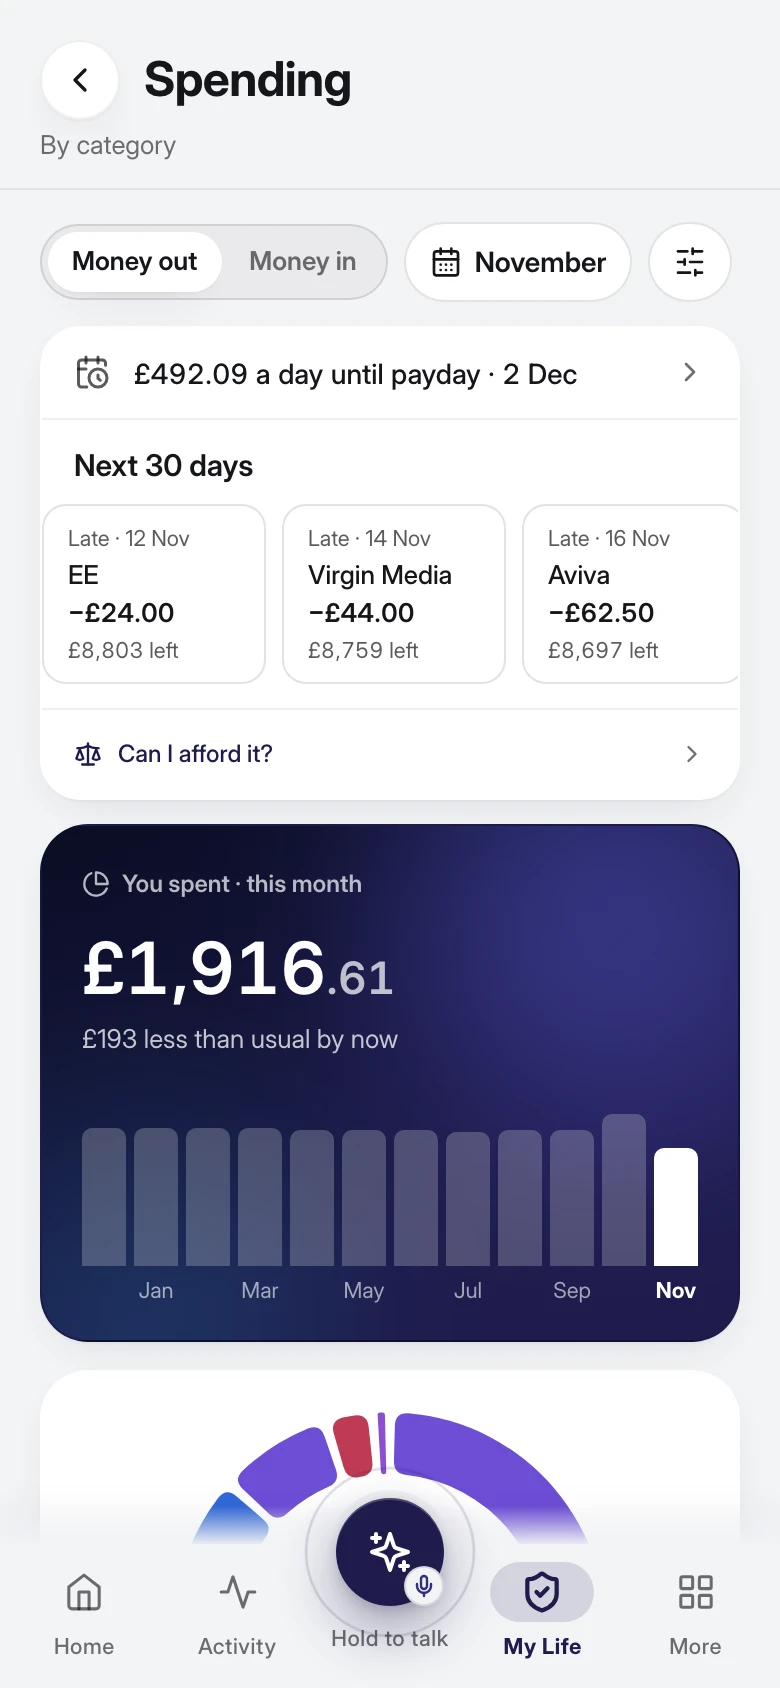 Spending
By category
Money out
Money in
November
£492.09 a day until payday · 2 Dec
Next 30 days
Late · 12 Nov
EE
−£24.00
£8,803 left
Late · 14 Nov
Virgin Media
−£44.00
£8,759 left
Late · 16 Nov
Aviva
−£62.50
£8,697 left
Can I afford it?
You spent · this month
£1,916.61
£193 less than usual by now
Jan Mar May Jul Sep Nov
Home
Activity
Hold to talk
My Life
More